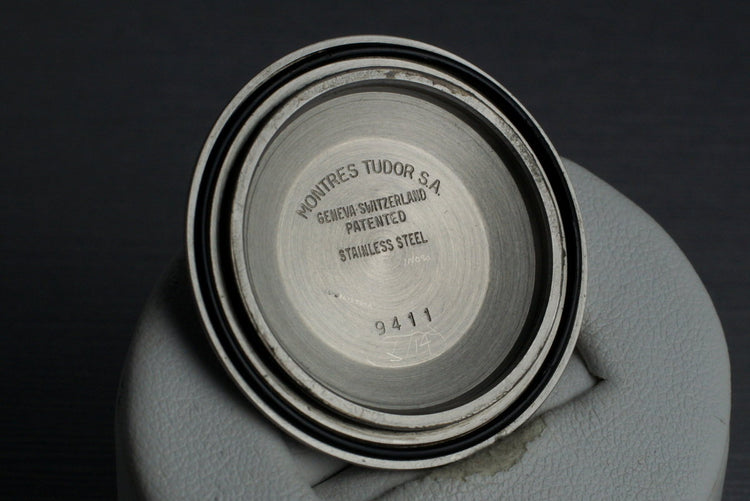 MONTRES TUDOR S.A.
GENEVA SWITZERLAND
PATENTED
STAINLESS STEEL
9411